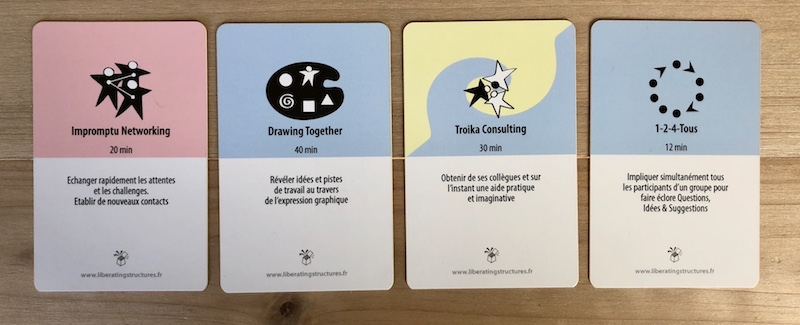 Impromptu Networking
20 min
Echanger rapidement les attentes
et les challenges.
Etablir de nouveaux contacts
www.liberatingstructures.fr
Drawing Together
40 min
Révéler idées et pistes
de travail au travers
de l'expression graphique
www.liberatingstructures.fr
Troika Consulting
30 min
Obtenir de ses collègues et sur
l'instant une aide pratique
et imaginative
www.liberatingstructures.fr
1-2-4-Tous
12 min
Impliquer simultanément tous
les participants d'un groupe pour
faire éclore Questions,
Idées & Suggestions
www.liberatingstructures.fr